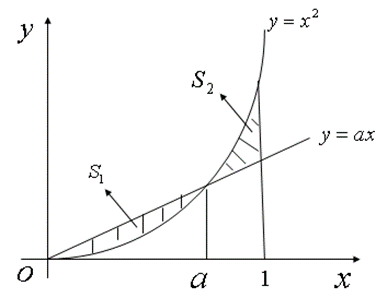 y
y = x²
S₂
y = ax
S₁
O
a
1
x